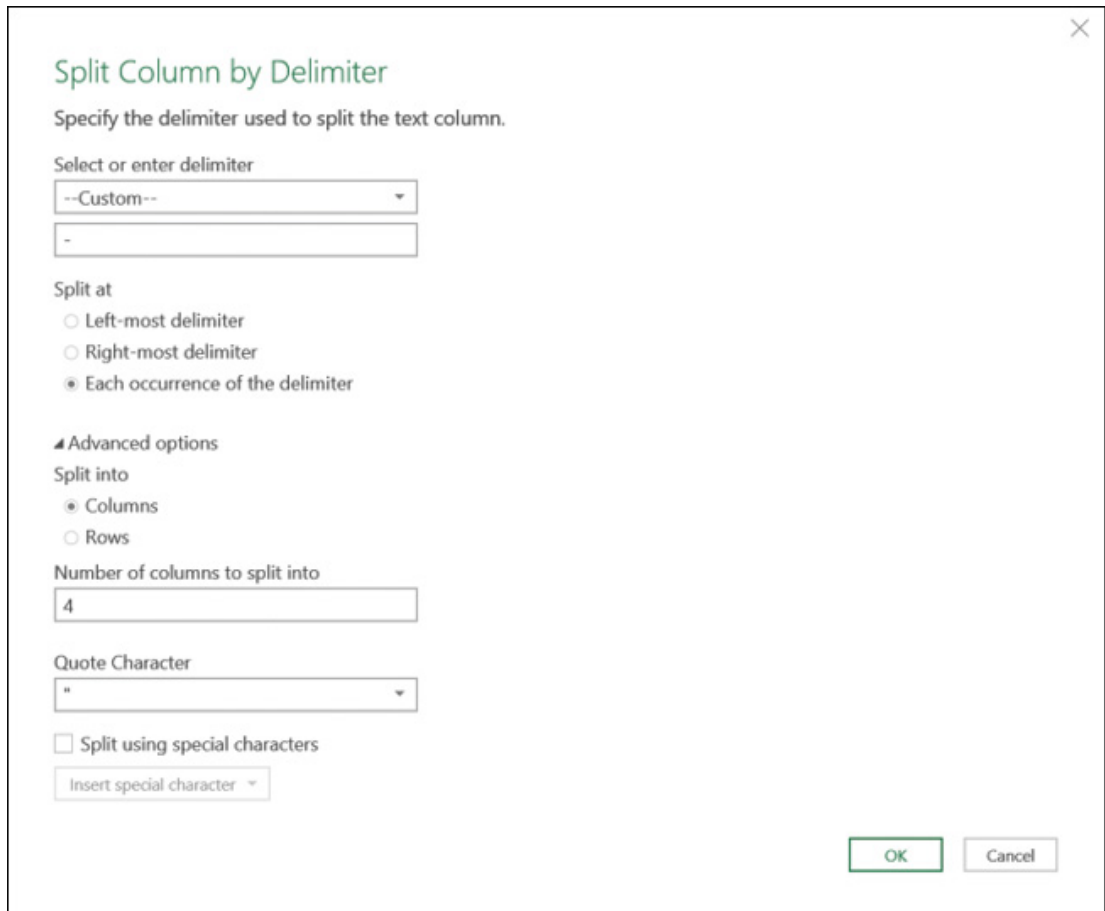 Split Column by Delimiter
Specify the delimiter used to split the text column.
Select or enter delimiter
--Custom--
-
Split at
Left-most delimiter
Right-most delimiter
Each occurrence of the delimiter
Advanced options
Split into
Columns
Rows
Number of columns to split into
4
Quote Character
"
Split using special characters
Insert special character
OK Cancel